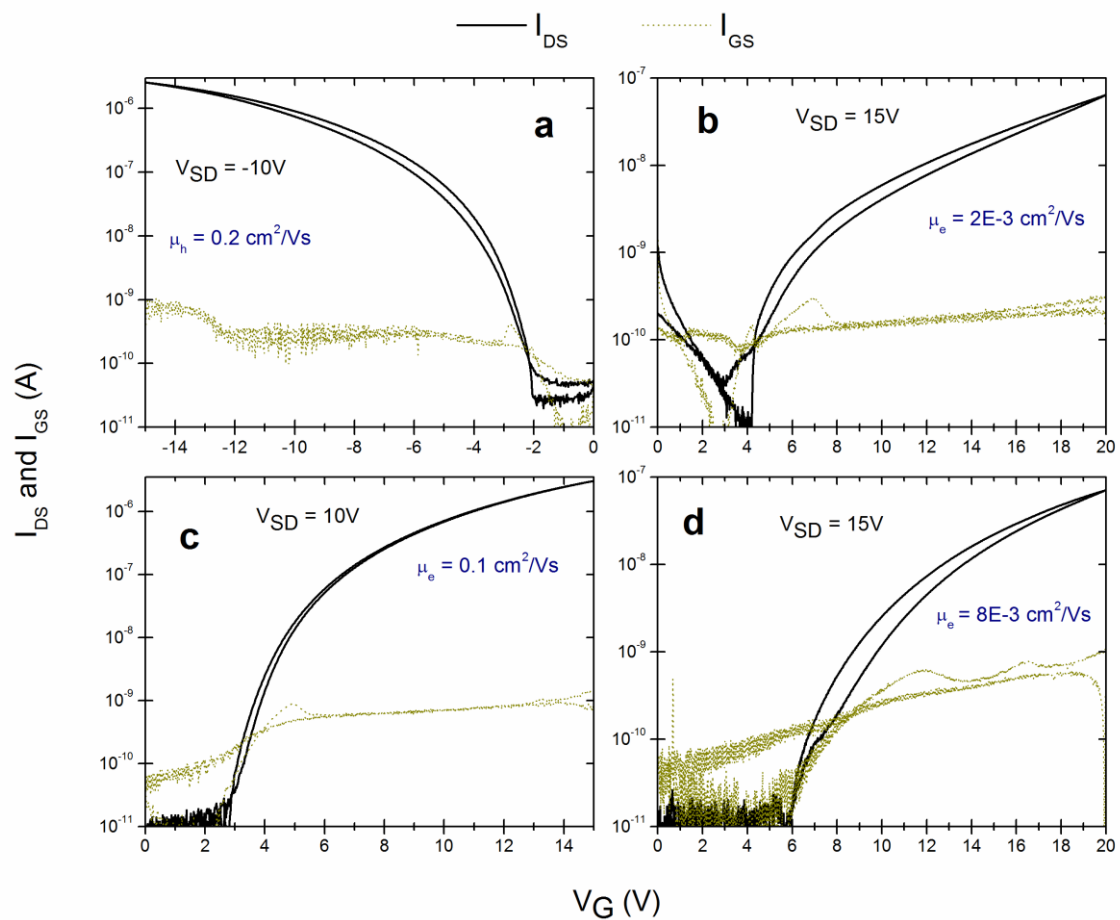 I_DS I_GS
I_DS and I_GS (A)
a
V_SD = -10V
μ_h = 0.2 cm²/Vs
10⁻⁶
10⁻⁷
10⁻⁸
10⁻⁹
10⁻¹⁰
10⁻¹¹
-14 -12 -10 -8 -6 -4 -2 0
b
V_SD = 15V
μ_e = 2E-3 cm²/Vs
10⁻⁷
10⁻⁸
10⁻⁹
10⁻¹⁰
10⁻¹¹
0 2 4 6 8 10 12 14 16 18 20
c
V_SD = 10V
μ_e = 0.1 cm²/Vs
10⁻⁶
10⁻⁷
10⁻⁸
10⁻⁹
10⁻¹⁰
10⁻¹¹
0 2 4 6 8 10 12 14
d
V_SD = 15V
μ_e = 8E-3 cm²/Vs
10⁻⁷
10⁻⁸
10⁻⁹
10⁻¹⁰
10⁻¹¹
0 2 4 6 8 10 12 14 16 18 20
V_G (V)